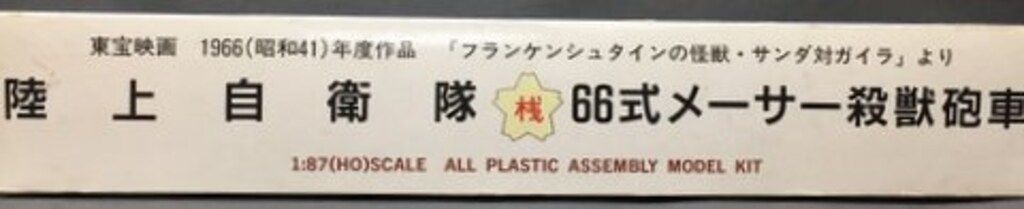 東宝映画 1966(昭和41)年度作品 「フランケンシュタインの怪獣・サンダ対ガイラ」より
陸上自衛隊 桟 66式メーサー殺獣砲車
1:87(HO)SCALE ALL PLASTIC ASSEMBLY MODEL KIT